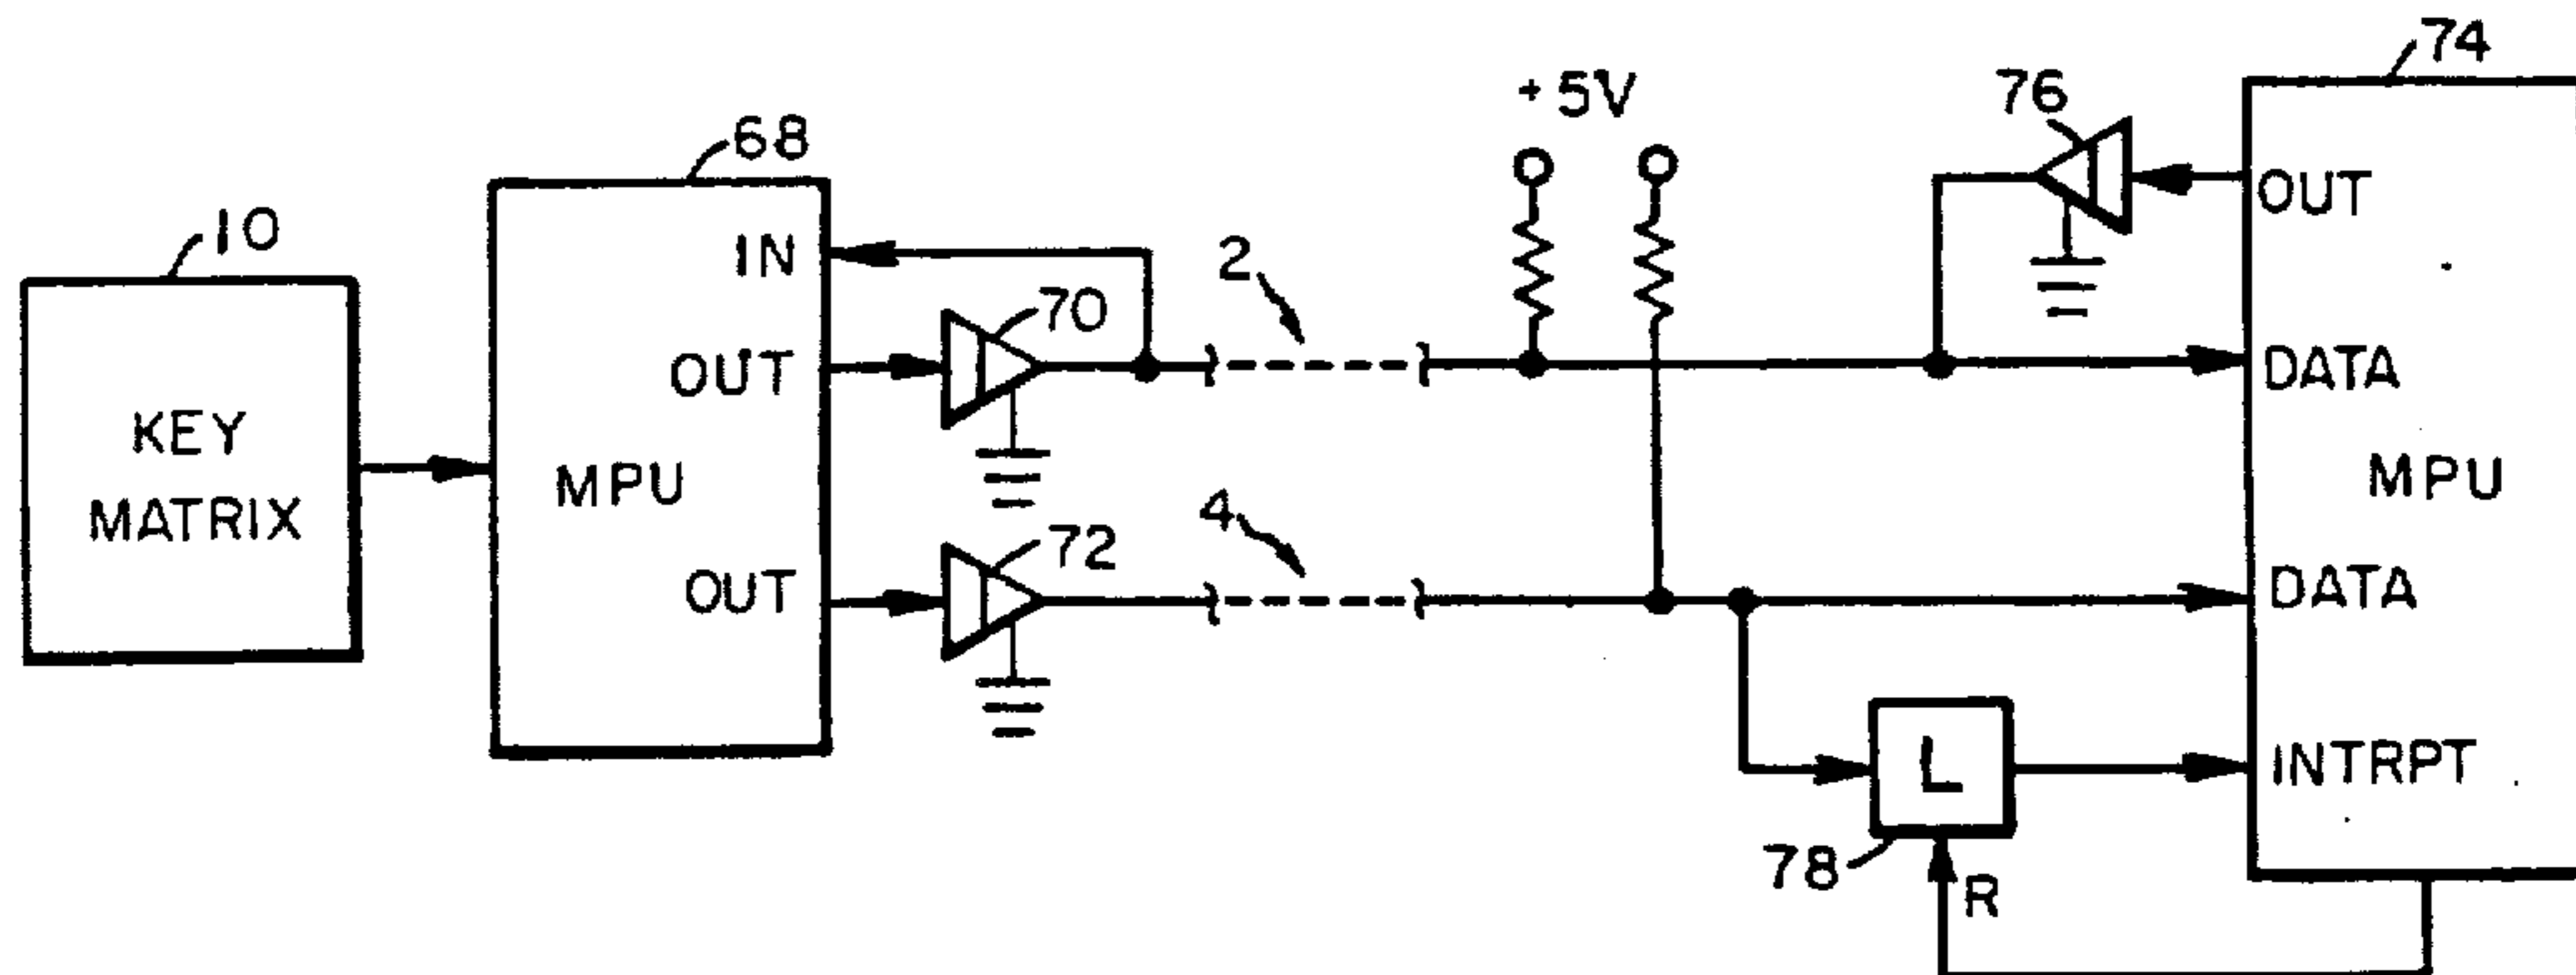 10
KEY
MATRIX
68
IN
OUT
MPU
OUT
70
72
2
4
+5V
76
74
OUT
DATA
MPU
DATA
INTRPT
L
78
R